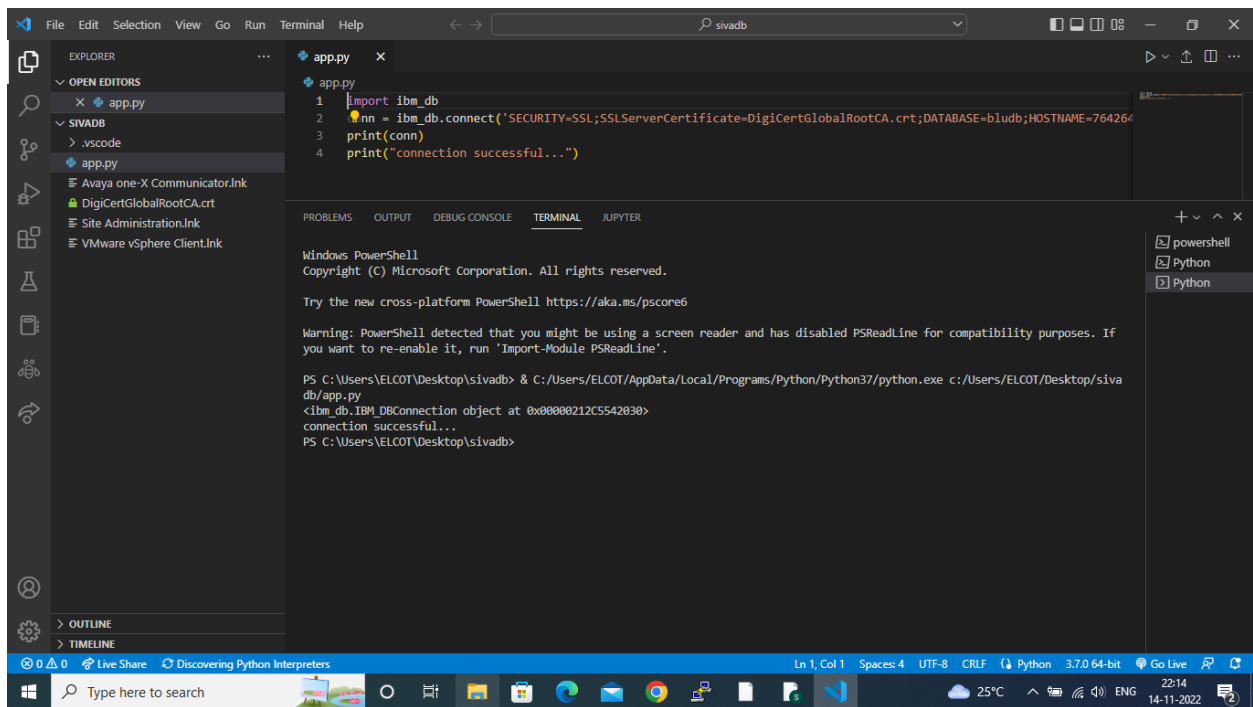 File Edit Selection View Go Run Terminal Help
sivadb
EXPLORER
OPEN EDITORS
app.py
SIVADB
.vscode
app.py
Avaya one-X Communicator.lnk
DigiCertGlobalRootCA.crt
Site Administration.lnk
VMware vSphere Client.lnk
OUTLINE
TIMELINE
app.py
app.py
1 import ibm_db
2 nn = ibm_db.connect('SECURITY=SSL;SSLServerCertificate=DigiCertGlobalRootCA.crt;DATABASE=bludb;HOSTNAME=764264
3 print(conn)
4 print("connection successful...")
PROBLEMS OUTPUT DEBUG CONSOLE TERMINAL JUPYTER
Windows PowerShell
Copyright (C) Microsoft Corporation. All rights reserved.
Try the new cross-platform PowerShell https://aka.ms/pscore6
Warning: PowerShell detected that you might be using a screen reader and has disabled PSReadLine for compatibility purposes. If
you want to re-enable it, run 'Import-Module PSReadLine'.
PS C:\Users\ELCOT\Desktop\sivadb> & C:/Users/ELCOT/AppData/Local/Programs/Python/Python37/python.exe c:/Users/ELCOT/Desktop/siva
db/app.py
<ibm_db.IBM_DBConnection object at 0x00000212C5542030>
connection successful...
PS C:\Users\ELCOT\Desktop\sivadb>
powershell
Python
Python
0 0 Live Share Discovering Python Interpreters
Ln 1, Col 1 Spaces: 4 UTF-8 CRLF Python 3.7.0 64-bit Go Live
Type here to search
25°C ENG
22:14
14-11-2022
2